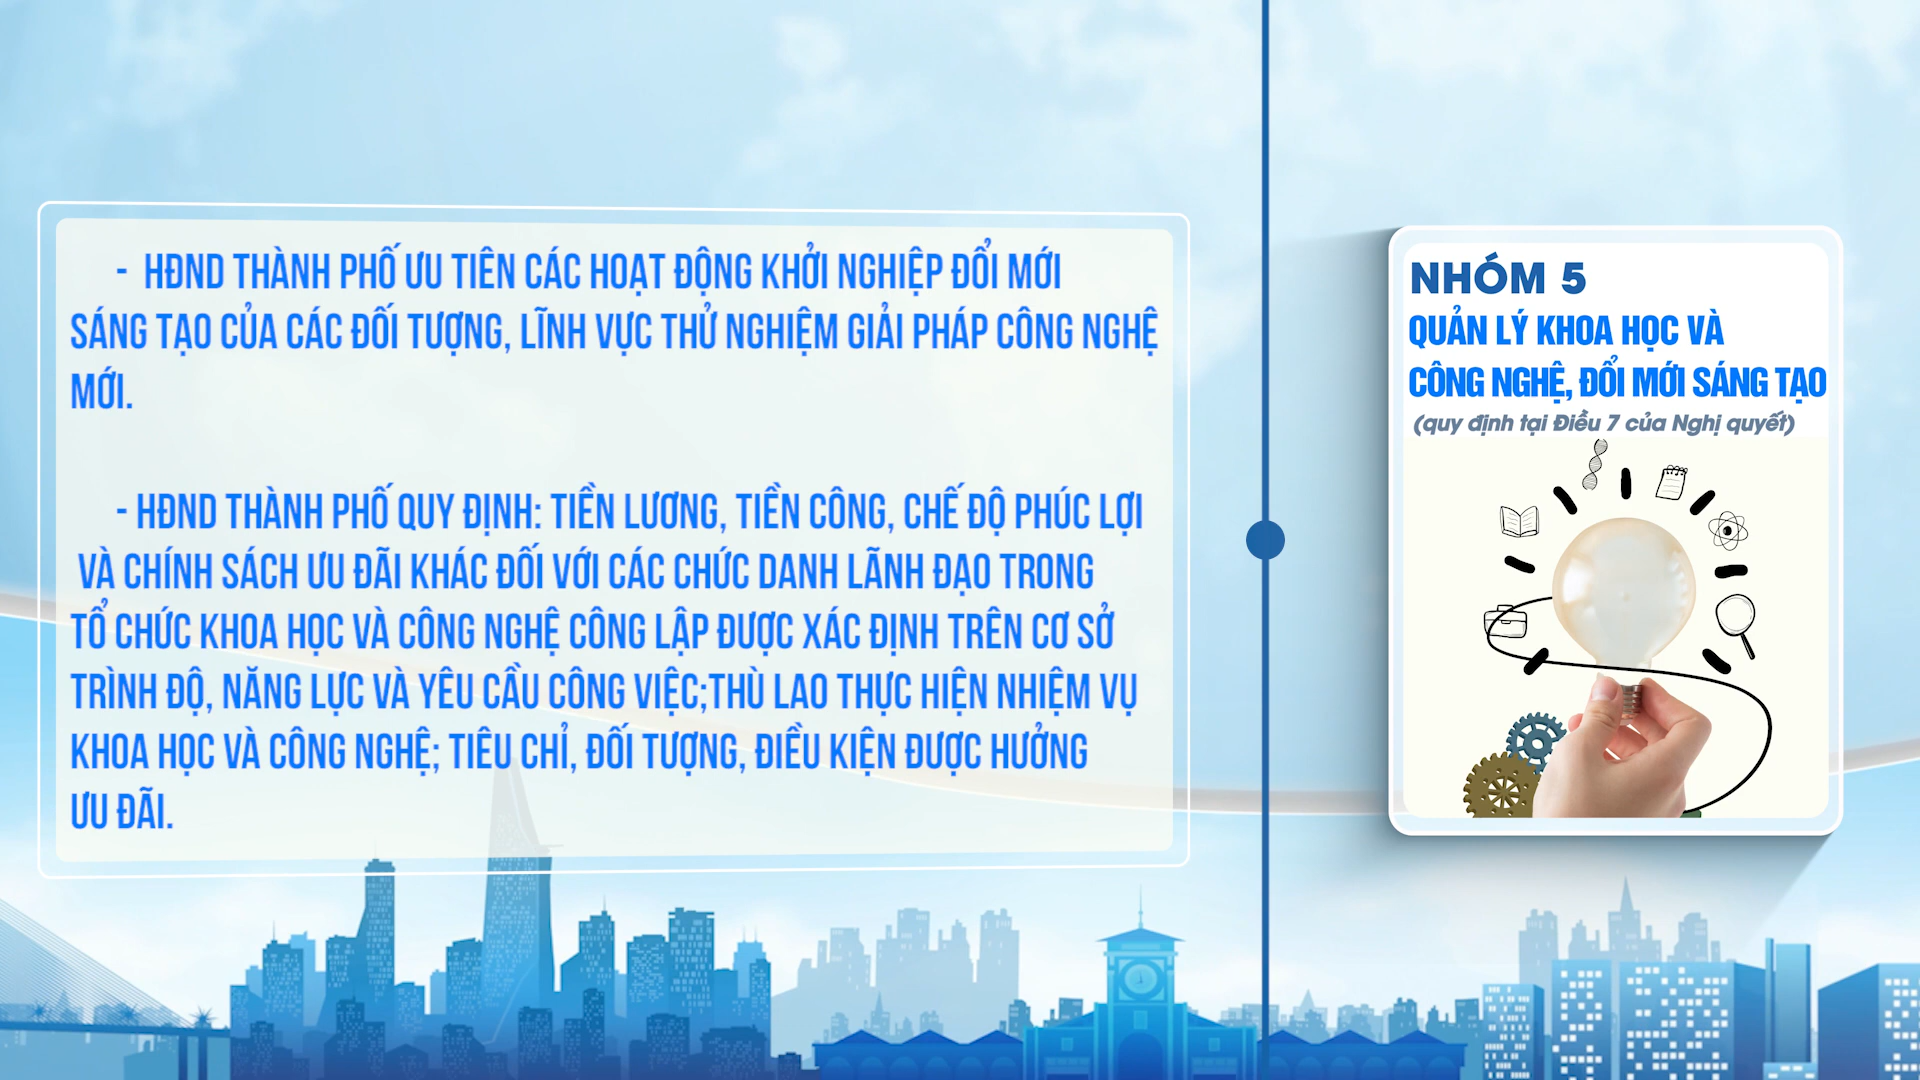 - HĐND THÀNH PHỐ ƯU TIÊN CÁC HOẠT ĐỘNG KHỞI NGHIỆP ĐỔI MỚI
SÁNG TẠO CỦA CÁC ĐỐI TƯỢNG, LĨNH VỰC THỬ NGHIỆM GIẢI PHÁP CÔNG NGHỆ
MỚI.
- HĐND THÀNH PHỐ QUY ĐỊNH: TIỀN LƯƠNG, TIỀN CÔNG, CHẾ ĐỘ PHÚC LỢI
VÀ CHÍNH SÁCH ƯU ĐÃI KHÁC ĐỐI VỚI CÁC CHỨC DANH LÃNH ĐẠO TRONG
TỔ CHỨC KHOA HỌC VÀ CÔNG NGHỆ CÔNG LẬP ĐƯỢC XÁC ĐỊNH TRÊN CƠ SỞ
TRÌNH ĐỘ, NĂNG LỰC VÀ YÊU CẦU CÔNG VIỆC;THÙ LAO THỰC HIỆN NHIỆM VỤ
KHOA HỌC VÀ CÔNG NGHỆ; TIÊU CHỈ, ĐỐI TƯỢNG, ĐIỀU KIỆN ĐƯỢC HƯỞNG
ƯU ĐÃI.
NHÓM 5
QUẢN LÝ KHOA HỌC VÀ
CÔNG NGHỆ, ĐỔI MỚI SÁNG TẠO
(quy định tại Điều 7 của Nghị quyết)